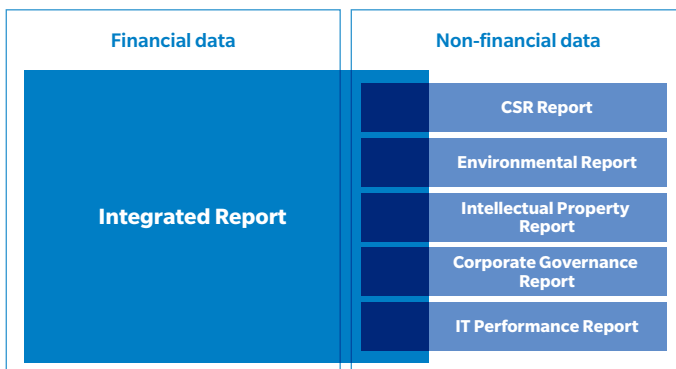 Financial data
Non-financial data
Integrated Report
CSR Report
Environmental Report
Intellectual Property
Report
Corporate Governance
Report
IT Performance Report